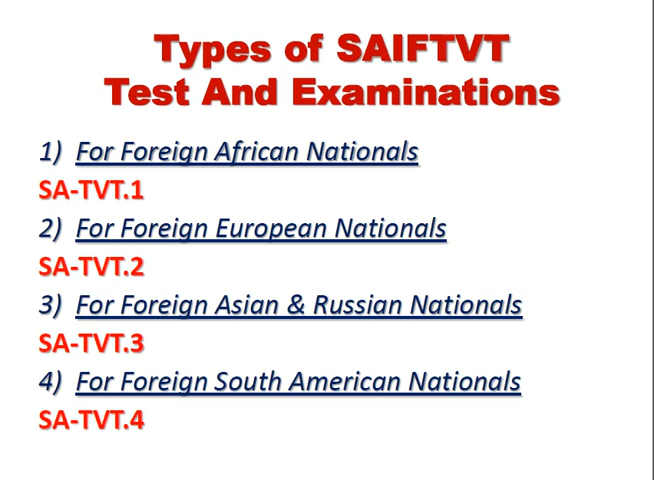 Types of SAIFTVT
Test And Examinations
1) For Foreign African Nationals
SA-TVT.1
2) For Foreign European Nationals
SA-TVT.2
3) For Foreign Asian & Russian Nationals
SA-TVT.3
4) For Foreign South American Nationals
SA-TVT.4